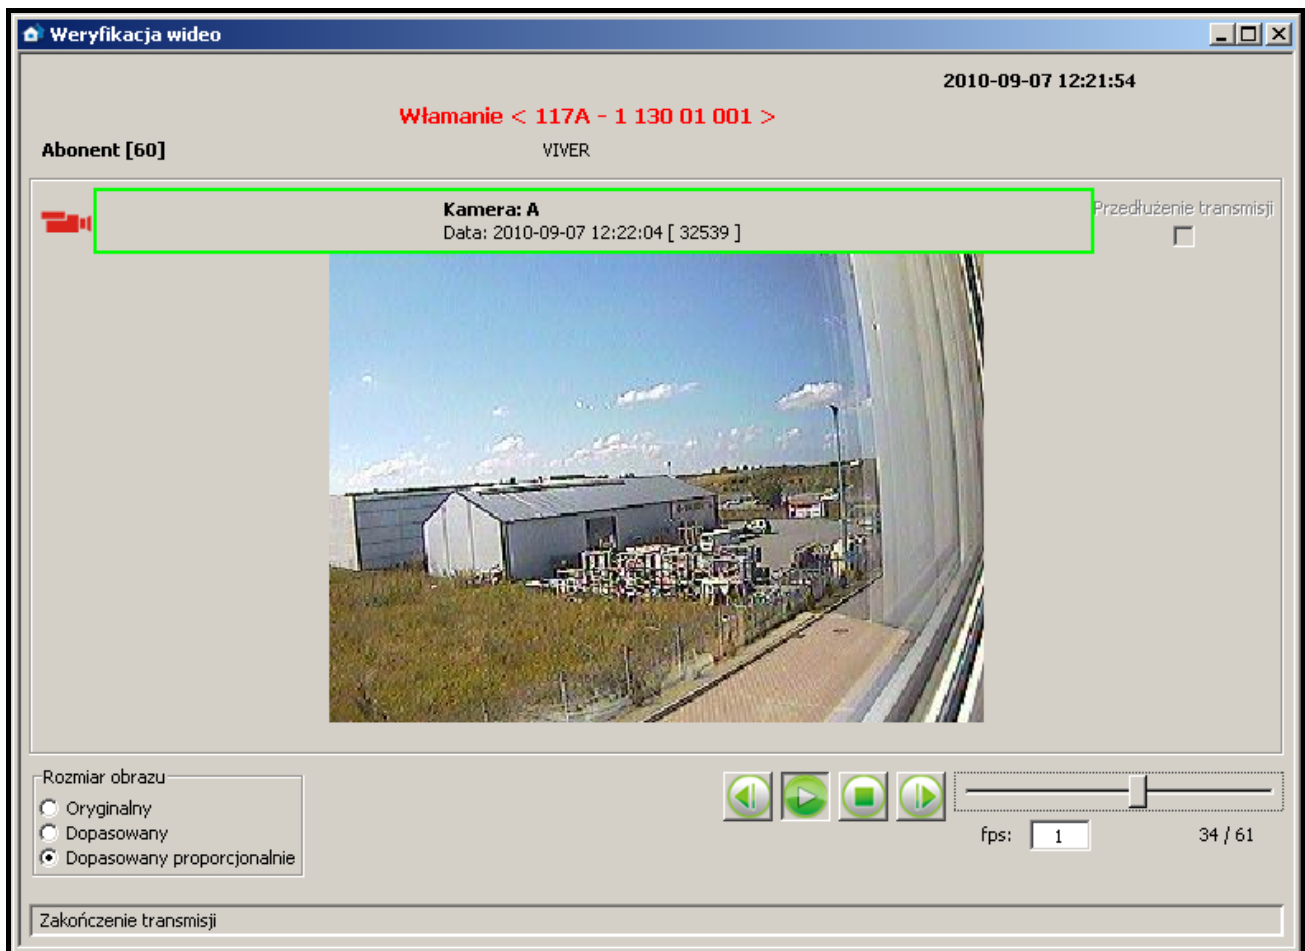 Weryfikacja wideo
2010-09-07 12:21:54
Włamanie < 117A - 1 130 01 001 >
Abonent [60]
VIVER
Kamera: A
Data: 2010-09-07 12:22:04 [ 32539 ]
Przedłużenie transmisji
Rozmiar obrazu
Oryginalny
Dopasowany
Dopasowany proporcjonalnie
fps: 1
34 / 61
Zakończenie transmisji